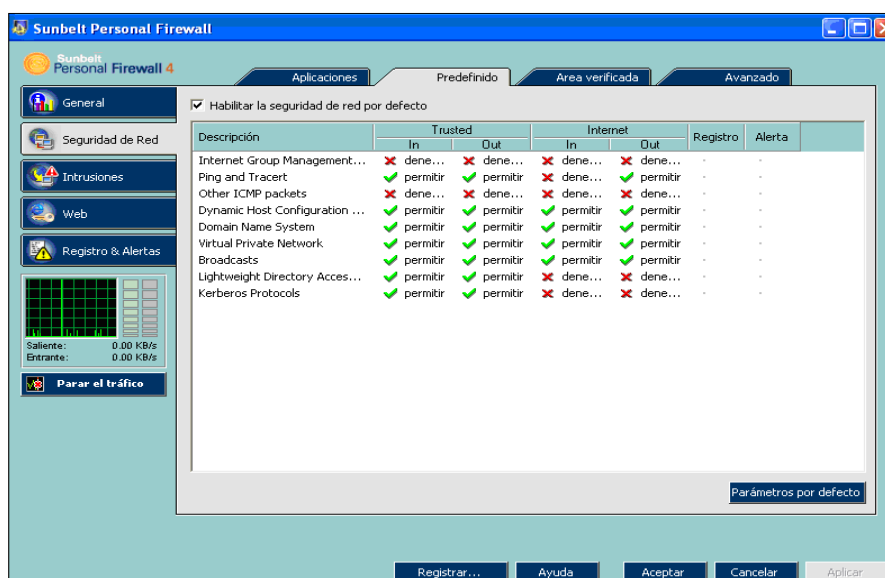 Sunbelt Personal Firewall
Sunbelt
Personal Firewall 4
Aplicaciones Predefinido Area verificada Avanzado
General
Seguridad de Red
Intrusiones
Web
Registro & Alertas
Saliente: 0.00 KB/s
Entrante: 0.00 KB/s
Parar el tráfico
Habilitar la seguridad de red por defecto
Descripción Trusted Internet Registro Alerta
In Out In Out
Internet Group Management... dene... dene... dene... dene...
Ping and Tracert permitir permitir dene... permitir
Other ICMP packets dene... dene... dene... dene...
Dynamic Host Configuration ... permitir permitir permitir permitir
Domain Name System permitir permitir permitir permitir
Virtual Private Network permitir permitir permitir permitir
Broadcasts permitir permitir permitir permitir
Lightweight Directory Acces... permitir permitir dene... dene...
Kerberos Protocols permitir permitir dene... dene...
Parámetros por defecto
Registrar... Ayuda Aceptar Cancelar Aplicar